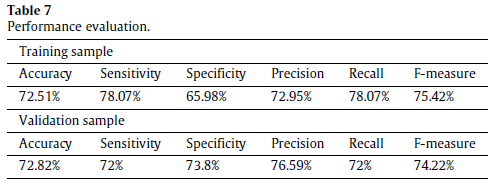 Table 7
Performance evaluation.
Training sample
Accuracy Sensitivity Specificity Precision Recall F-measure
72.51% 78.07% 65.98% 72.95% 78.07% 75.42%
Validation sample
Accuracy Sensitivity Specificity Precision Recall F-measure
72.82% 72% 73.8% 76.59% 72% 74.22%